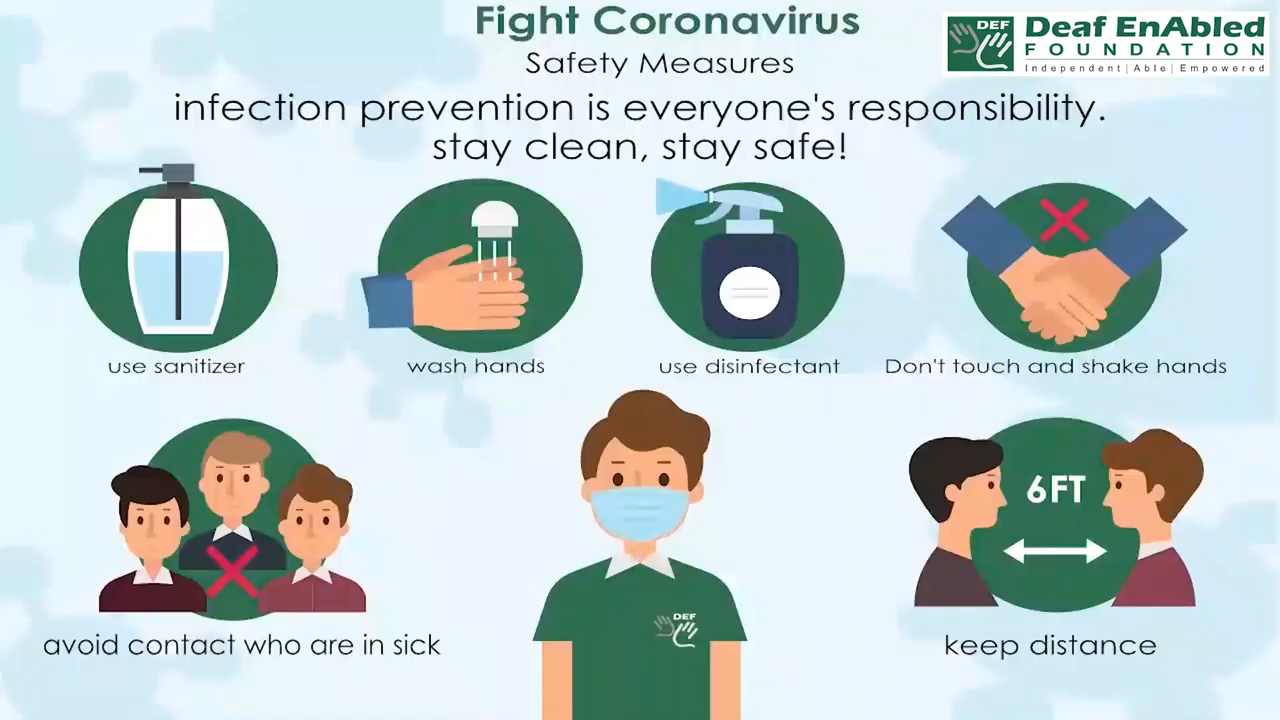 Fight Coronavirus
Safety Measures
infection prevention is everyone's responsibility.
stay clean, stay safe!
DEF
Deaf EnAbled
FOUNDATION
Independent | Able | Empowered
use sanitizer
wash hands
use disinfectant
Don't touch and shake hands
6FT
DEF
avoid contact who are in sick
keep distance